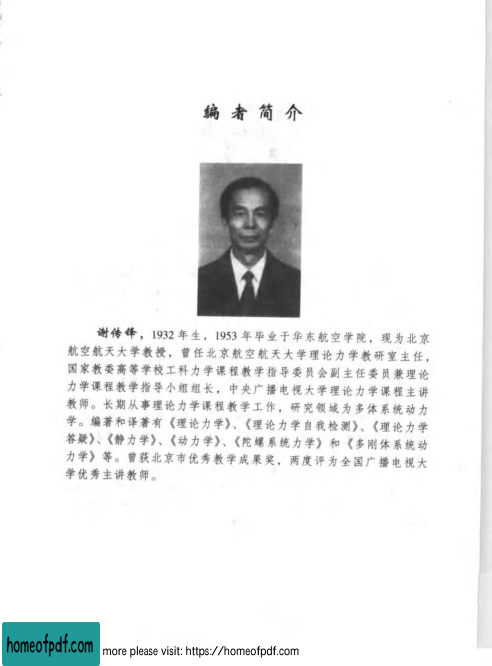 编者简介
谢传锋，1932年生，1953年毕业于华东航空学院，现为北京
航空航天大学教授，曾任北京航空航天大学理论力学教研室主任，
国家教委高等学校工科力学课程教学指导委员会副主任委员兼理论
力学课程教学指导小组组长，中央广播电视大学理论力学课程主讲
教师。长期从事理论力学课程教学工作，研究领域为多体系统动力
学。编著和译著有《理论力学》、《理论力学自我检测》、《理论力学
答疑》、《静力学》、《动力学》、《陀螺系统力学》和《多刚体系统动
力学》等。曾获北京市优秀教学成果奖，两度评为全国广播电视大
学优秀主讲教师。
homeofpdf.com more please visit: https://homeofpdf.com